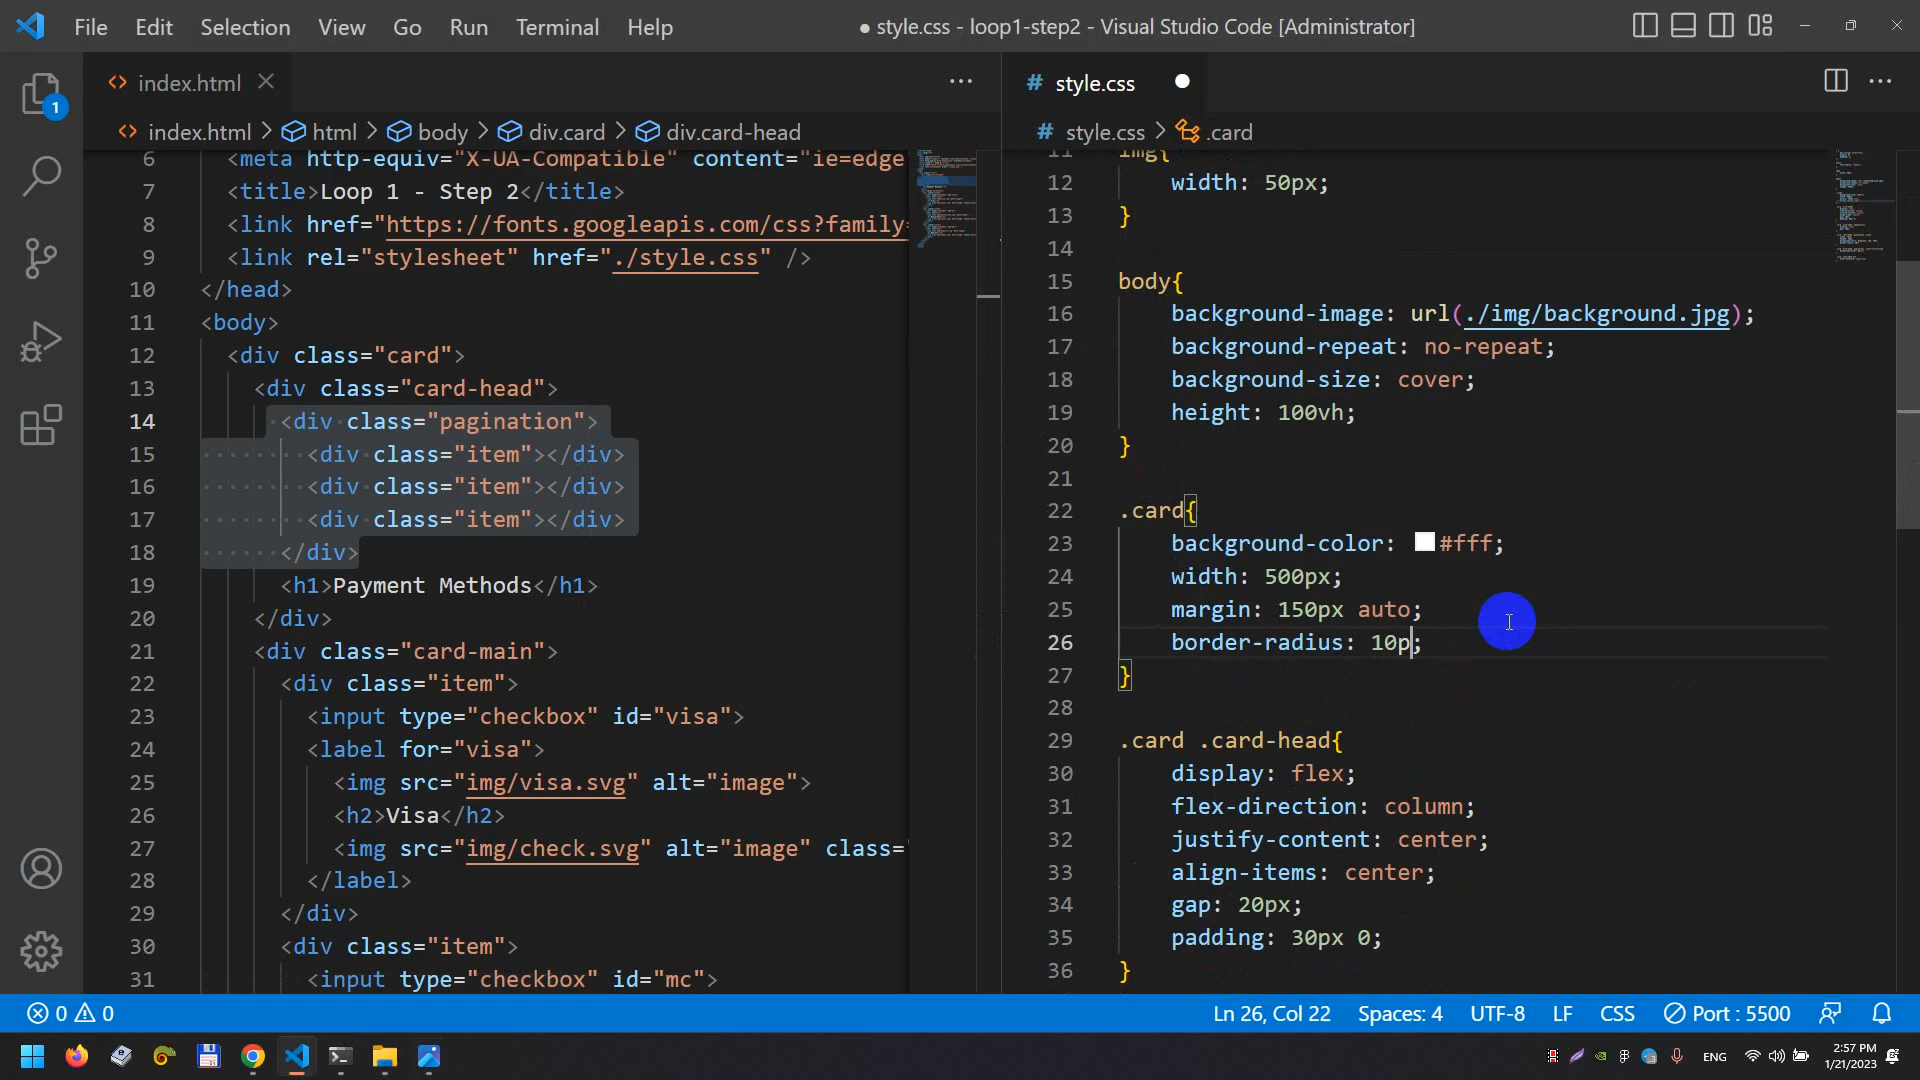 File Edit Selection View Go Run Terminal Help
● style.css - loop1-step2 - Visual Studio Code [Administrator]
1
index.html
index.html > html > body > div.card > div.card-head
6 <meta http-equiv="X-UA-Compatible" content="ie=edge
7 <title>Loop 1 - Step 2</title>
8 <link href="https://fonts.googleapis.com/css?family=
9 <link rel="stylesheet" href="./style.css" />
10 </head>
11 <body>
12 <div class="card">
13 <div class="card-head">
14 <div class="pagination">
15 <div class="item"></div>
16 <div class="item"></div>
17 <div class="item"></div>
18 </div>
19 <h1>Payment Methods</h1>
20 </div>
21 <div class="card-main">
22 <div class="item">
23 <input type="checkbox" id="visa">
24 <label for="visa">
25 <img src="img/visa.svg" alt="image">
26 <h2>Visa</h2>
27 <img src="img/check.svg" alt="image" class=
28 </label>
29 </div>
30 <div class="item">
31 <input type="checkbox" id="mc">
# style.css
# style.css > .card
11 img{
12 width: 50px;
13 }
14
15 body{
16 background-image: url(./img/background.jpg);
17 background-repeat: no-repeat;
18 background-size: cover;
19 height: 100vh;
20 }
21
22 .card{
23 background-color: #fff;
24 width: 500px;
25 margin: 150px auto;
26 border-radius: 10p;
27 }
28
29 .card .card-head{
30 display: flex;
31 flex-direction: column;
32 justify-content: center;
33 align-items: center;
34 gap: 20px;
35 padding: 30px 0;
36 }
0 0
Ln 26, Col 22 Spaces: 4 UTF-8 LF CSS Port : 5500
ENG
2:57 PM
1/21/2023